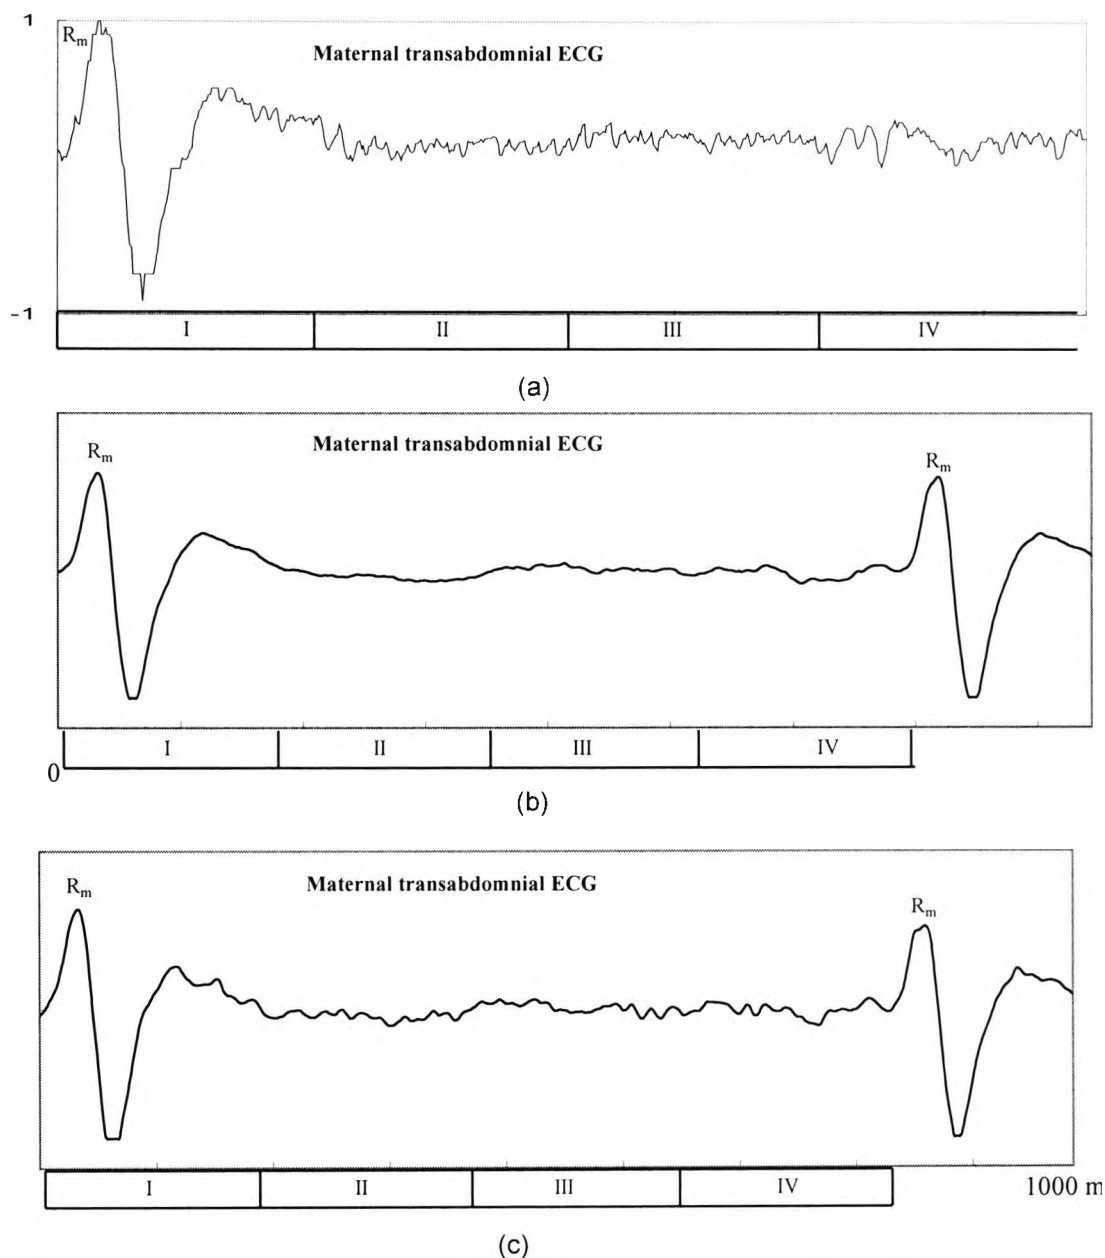 1
Rm
Maternal transabdomnial ECG
-1
I II III IV
(a)
Maternal transabdomnial ECG
Rm Rm
I II III IV
0
(b)
Maternal transabdomnial ECG
Rm Rm
I II III IV
1000 m
(c)